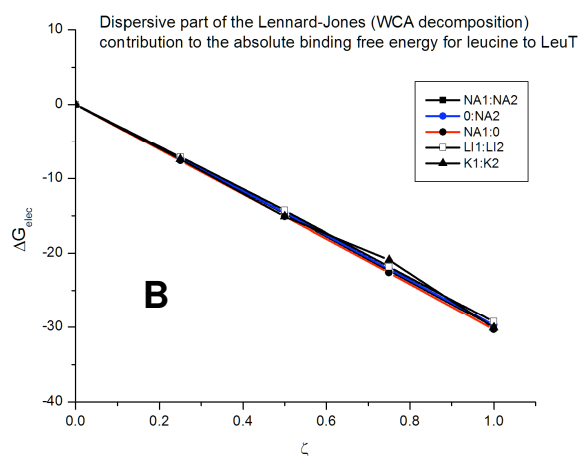 Dispersive part of the Lennard-Jones (WCA decomposition)
contribution to the absolute binding free energy for leucine to LeuT
10
0
-10
-20
-30
-40
ΔGelec
NA1:NA2
0:NA2
NA1:0
LI1:LI2
K1:K2
B
0.0 0.2 0.4 0.6 0.8 1.0
ζ